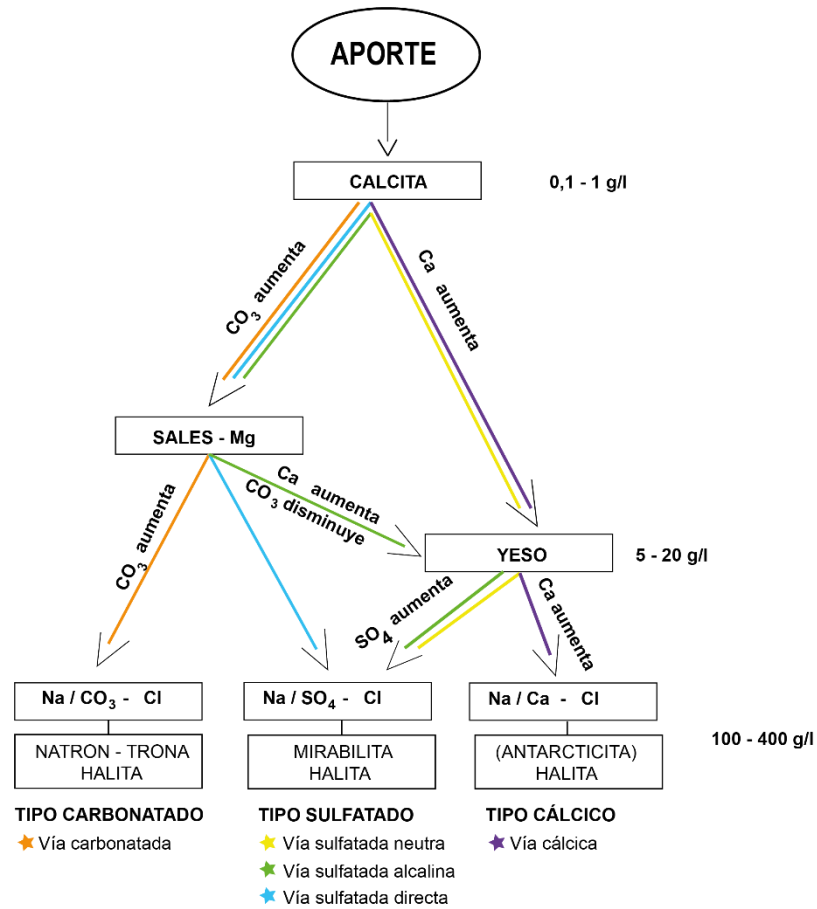 APORTE
CALCITA
0,1 - 1 g/l
CO₃ aumenta
Ca aumenta
SALES - Mg
Ca aumenta
CO₃ disminuye
CO₃ aumenta
YESO
5 - 20 g/l
SO₄ aumenta
Ca aumenta
Na / CO₃ - Cl
Na / SO₄ - Cl
Na / Ca - Cl
100 - 400 g/l
NATRON - TRONA
HALITA
MIRABILITA
HALITA
(ANTARCTICITA)
HALITA
TIPO CARBONATADO
Vía carbonatada
TIPO SULFATADO
Vía sulfatada neutra
Vía sulfatada alcalina
Vía sulfatada directa
TIPO CÁLCICO
Vía cálcica